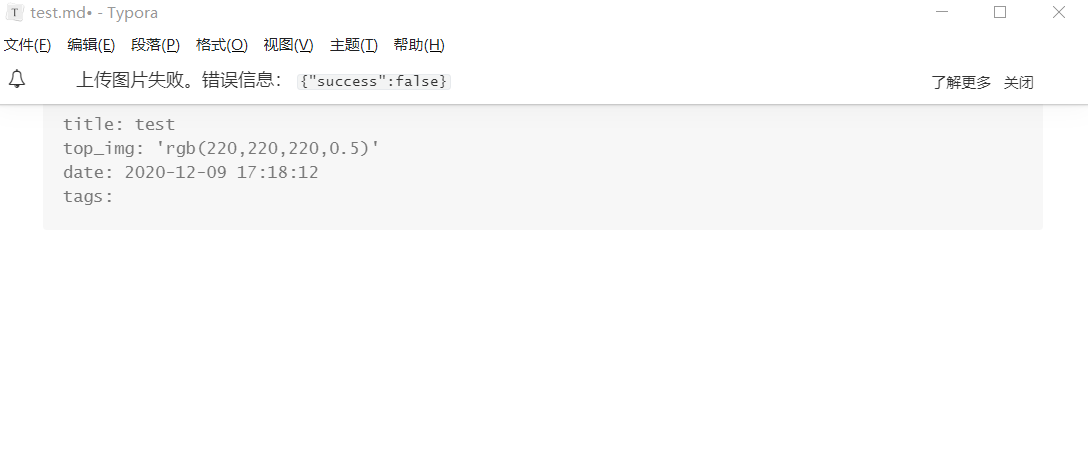 test.md• - Typora
文件(F) 编辑(E) 段落(P) 格式(O) 视图(V) 主题(T) 帮助(H)
上传图片失败。错误信息： {"success":false} 了解更多 关闭
title: test
top_img: 'rgb(220,220,220,0.5)'
date: 2020-12-09 17:18:12
tags: